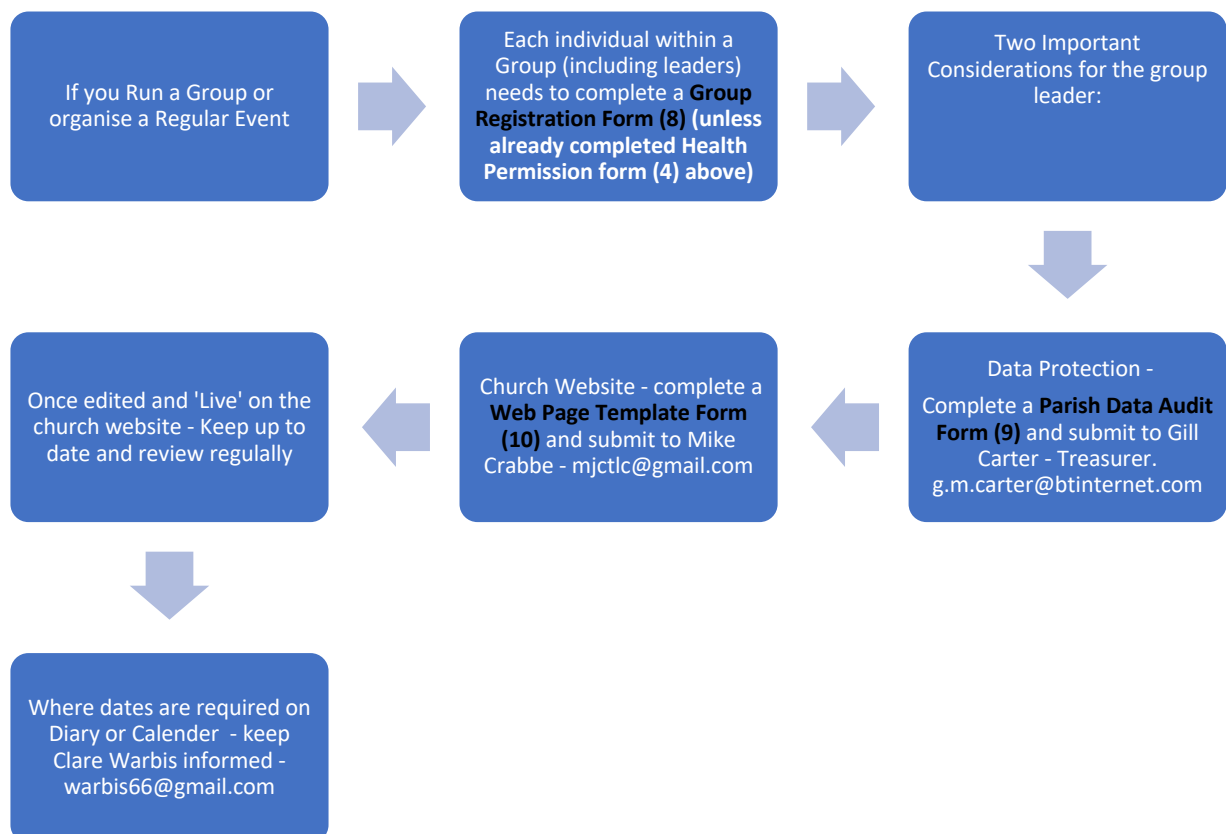 If you Run a Group or
organise a Regular Event
Each individual within a
Group (including leaders)
needs to complete a Group
Registration Form (8) (unless
already completed Health
Permission form (4) above)
Two Important
Considerations for the group
leader:
Data Protection -
Complete a Parish Data Audit
Form (9) and submit to Gill
Carter - Treasurer.
g.m.carter@btinternet.com
Church Website - complete a
Web Page Template Form
(10) and submit to Mike
Crabbe - mjctlc@gmail.com
Once edited and 'Live' on the
church website - Keep up to
date and review regulally
Where dates are required on
Diary or Calender - keep
Clare Warbis informed -
warbis66@gmail.com